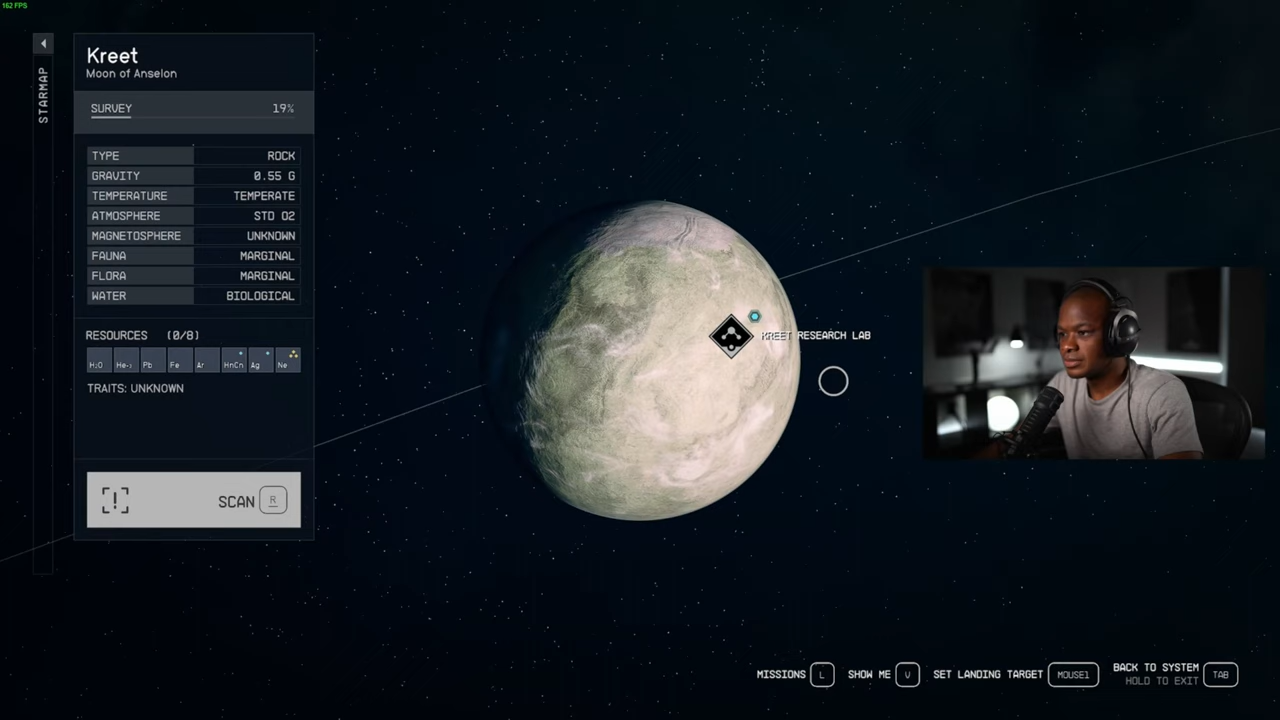 162 FPS
STARMAP
Kreet
Moon of Anselon
SURVEY 19%
TYPE ROCK
GRAVITY 0.55 G
TEMPERATURE TEMPERATE
ATMOSPHERE STD O2
MAGNETOSPHERE UNKNOWN
FAUNA MARGINAL
FLORA MARGINAL
WATER BIOLOGICAL
RESOURCES (0/8)
H2O He-3 Pb Fe Ar HnCn Ag Ne
TRAITS: UNKNOWN
[!] SCAN R
KREET RESEARCH LAB
MISSIONS L SHOW ME V SET LANDING TARGET MOUSE1 BACK TO SYSTEM TAB
HOLD TO EXIT